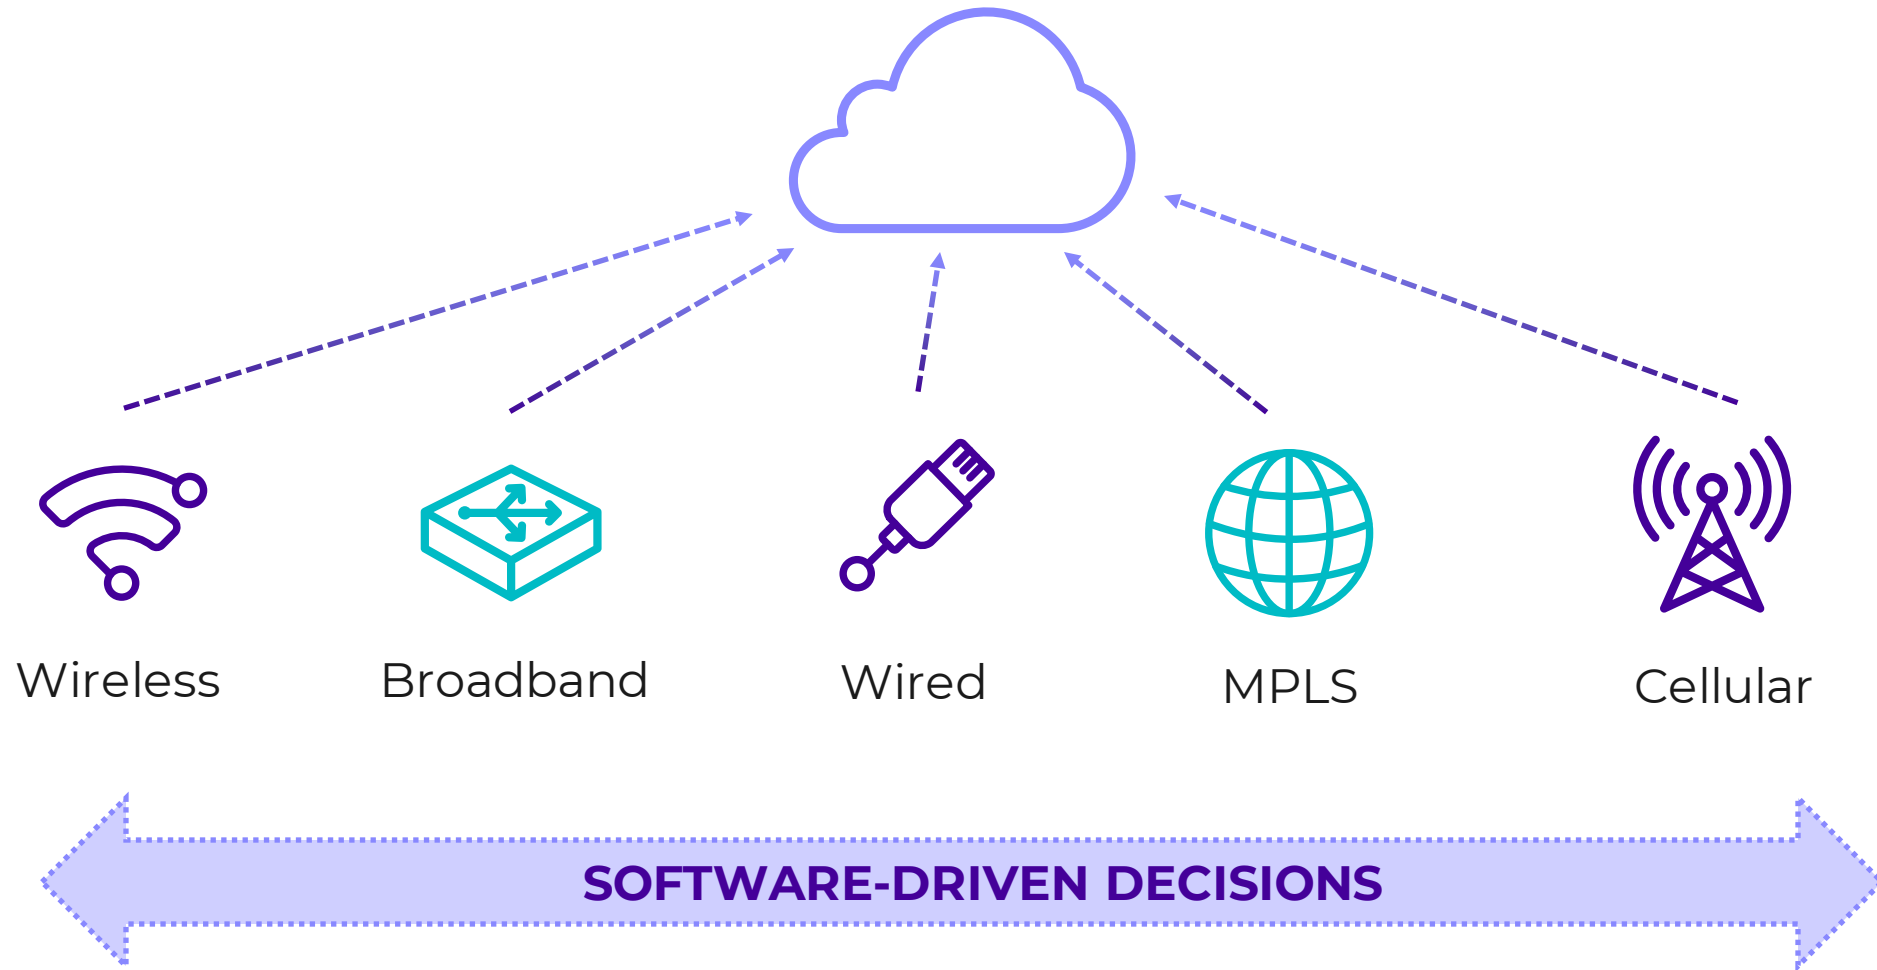 Wireless
Broadband
Wired
MPLS
Cellular
SOFTWARE-DRIVEN DECISIONS